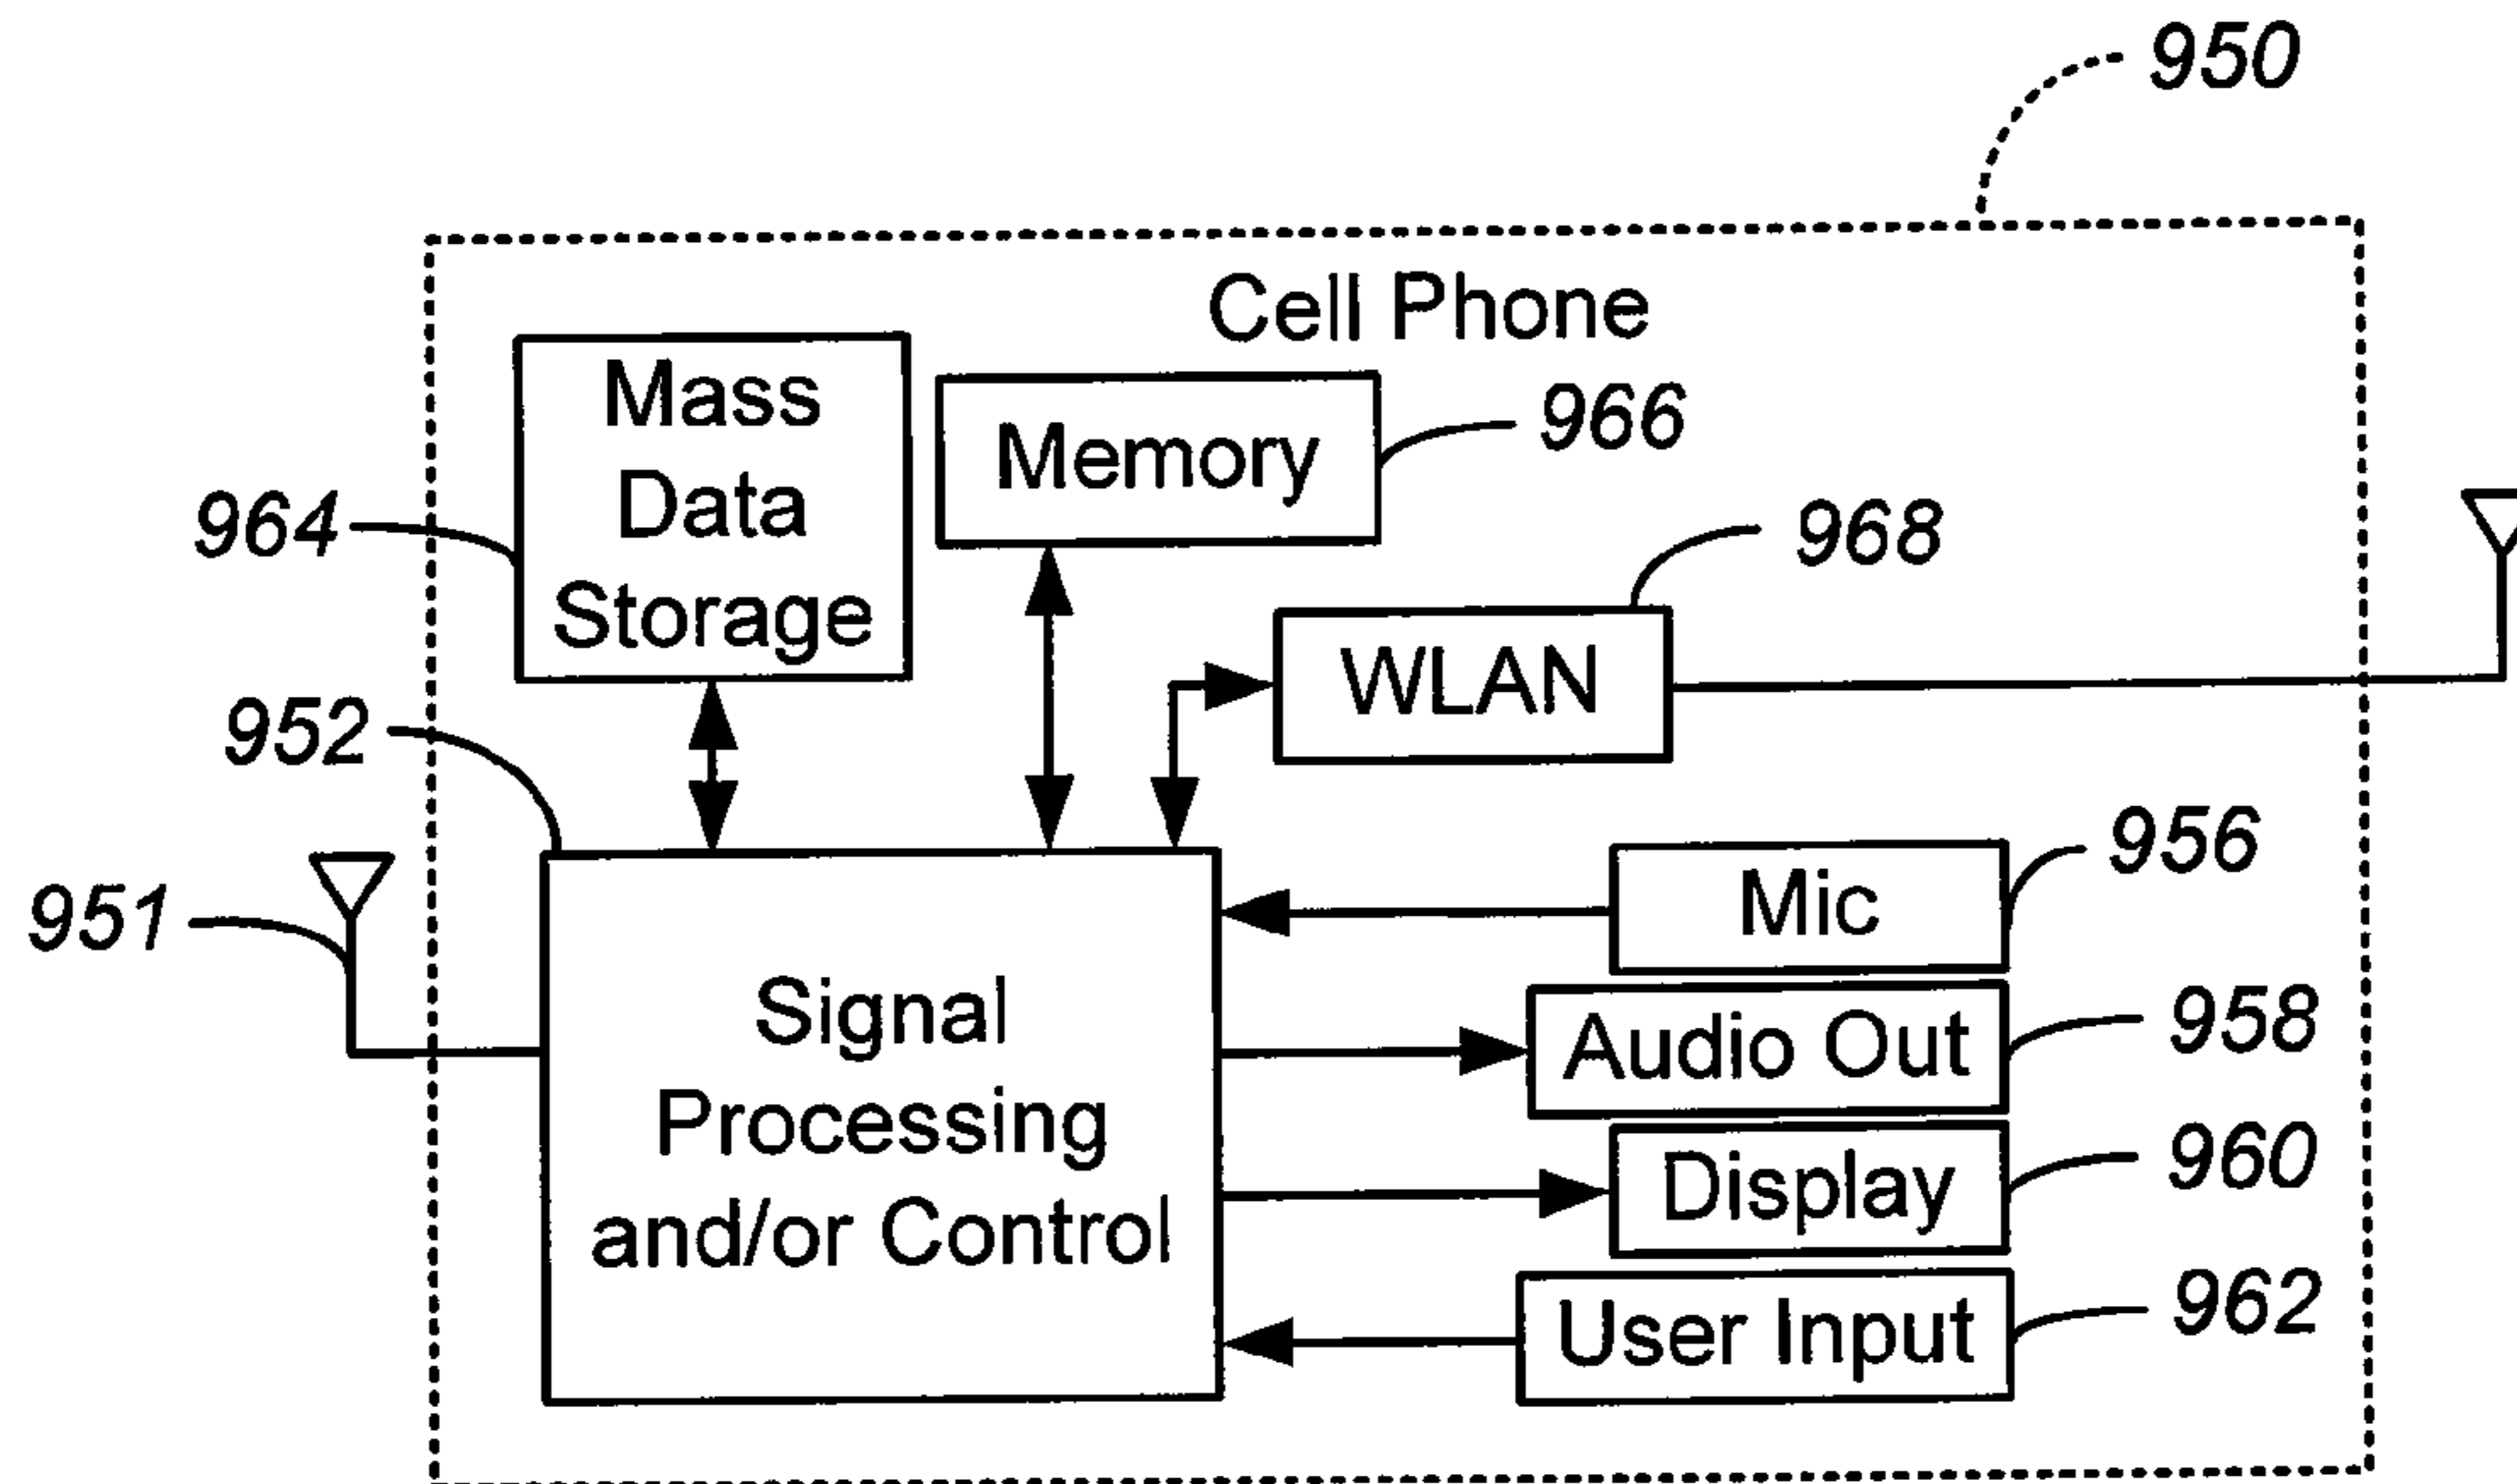 950
Cell Phone
Mass
Data
Storage
964
Memory
966
968
WLAN
952
951
Signal
Processing
and/or Control
Mic
956
Audio Out
958
Display
960
User Input
962